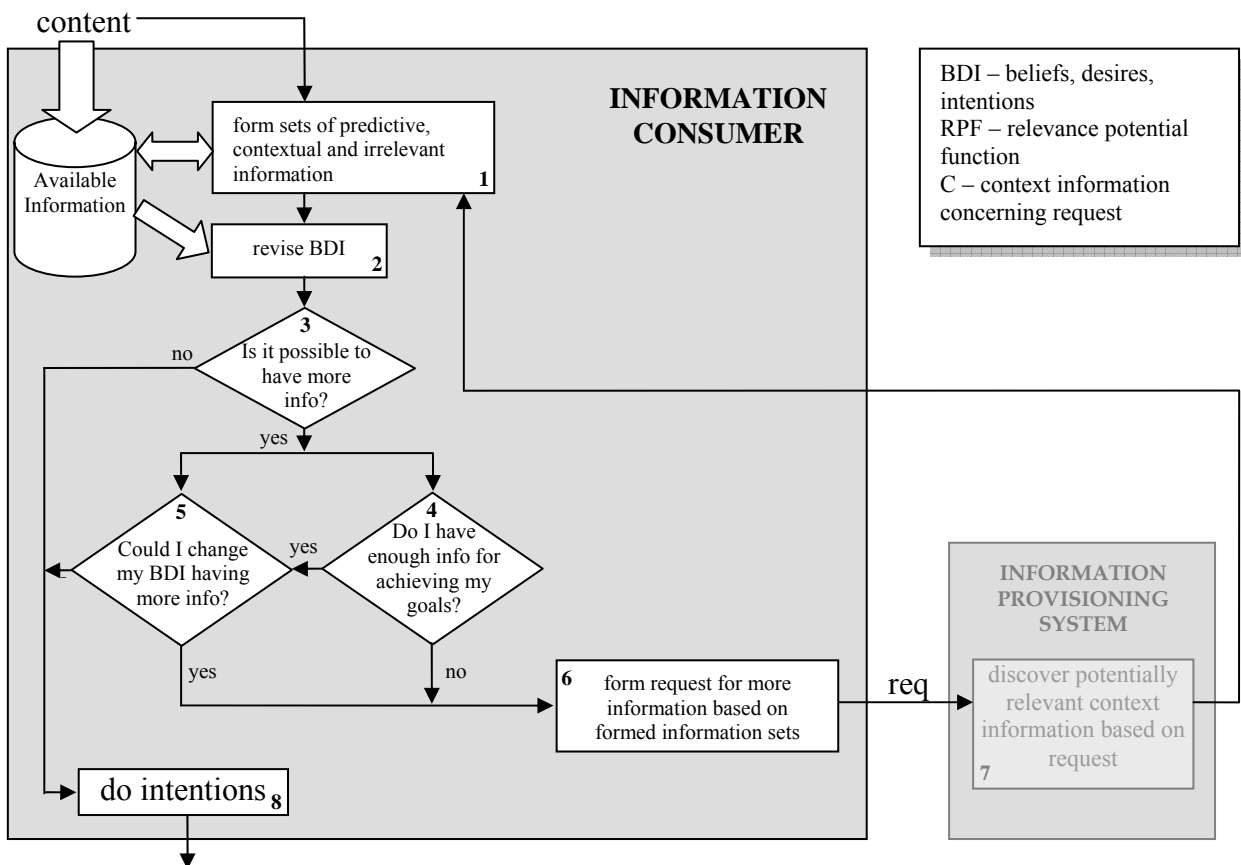 content
INFORMATION
CONSUMER
BDI – beliefs, desires,
intentions
RPF – relevance potential
function
C – context information
concerning request
form sets of predictive,
contextual and irrelevant
information
1
Available
Information
revise BDI
2
3
Is it possible to
have more
info?
no
yes
5
Could I change
my BDI having
more info?
yes
4
Do I have
enough info for
achieving my
goals?
yes
no
6
form request for more
information based on
formed information sets
req
INFORMATION
PROVISIONING
SYSTEM
discover potentially
relevant context
information based on
request
7
do intentions
8